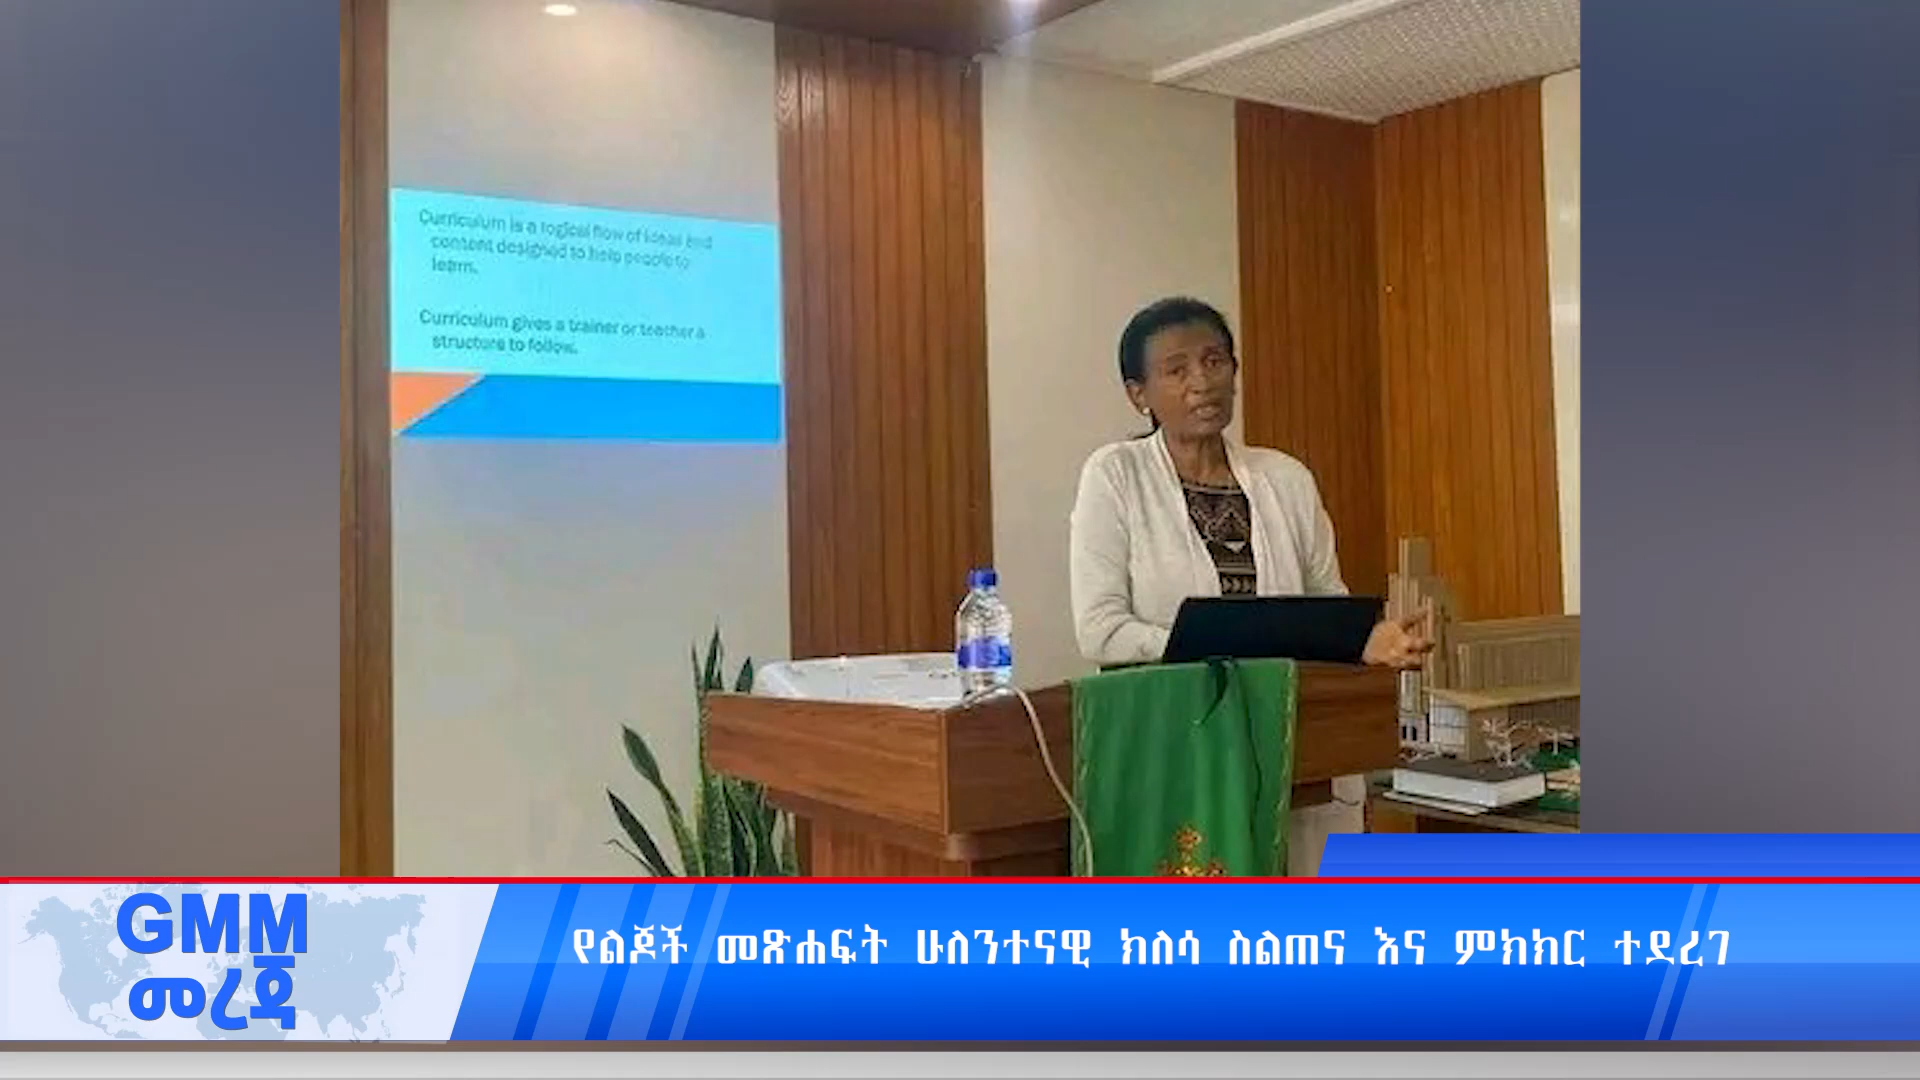 Curriculum is a logical flow of ideas and
content designed to help people to
learn.
Curriculum gives a trainer or teacher a
structure to follow.
GMM
መረጃ
የልጆች መጽሐፍት ሁለንተናዊ ክለሳ ስልጠና እና ምክክር ተደረገ